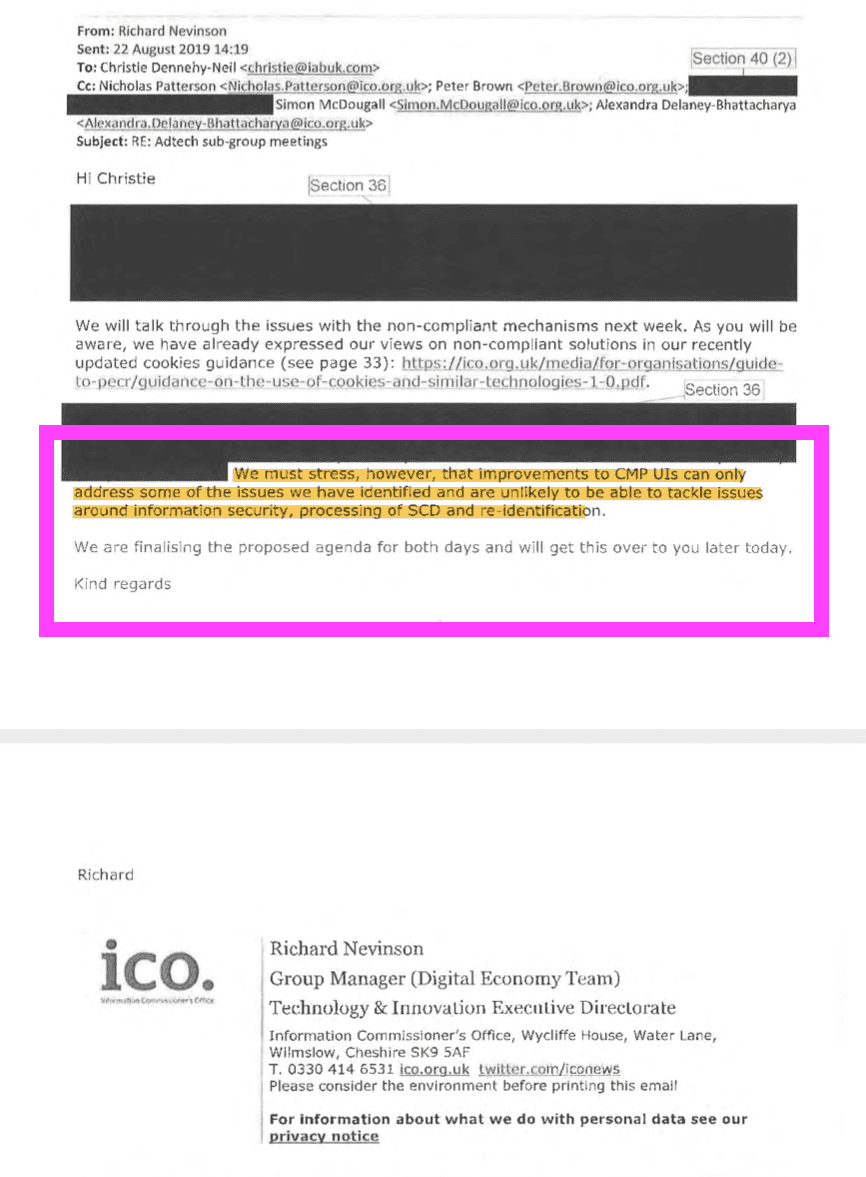 From: Richard Nevinson
Sent: 22 August 2019 14:19
To: Christie Dennehy-Neil <christie@iabuk.com>
Section 40 (2)
Cc: Nicholas Patterson <Nicholas.Patterson@ico.org.uk>; Peter Brown <Peter.Brown@ico.org.uk>;
Simon McDougall <Simon.McDougall@ico.org.uk>; Alexandra Delaney-Bhattacharya
<Alexandra.Delaney-Bhattacharya@ico.org.uk>
Subject: RE: Adtech sub-group meetings
Hi Christie
Section 36
We will talk through the issues with the non-compliant mechanisms next week. As you will be
aware, we have already expressed our views on non-compliant solutions in our recently
updated cookies guidance (see page 33): https://ico.org.uk/media/for-organisations/guide-
to-pecr/guidance-on-the-use-of-cookies-and-similar-technologies-1-0.pdf.
Section 36
We must stress, however, that improvements to CMP UIs can only
address some of the issues we have identified and are unlikely to be able to tackle issues
around information security, processing of SCD and re-identification.
We are finalising the proposed agenda for both days and will get this over to you later today.
Kind regards
Richard
ico.
Information Commissioner's Office
Richard Nevinson
Group Manager (Digital Economy Team)
Technology & Innovation Executive Directorate
Information Commissioner's Office, Wycliffe House, Water Lane,
Wilmslow, Cheshire SK9 5AF
T. 0330 414 6531 ico.org.uk twitter.com/iconews
Please consider the environment before printing this email
For information about what we do with personal data see our
privacy notice